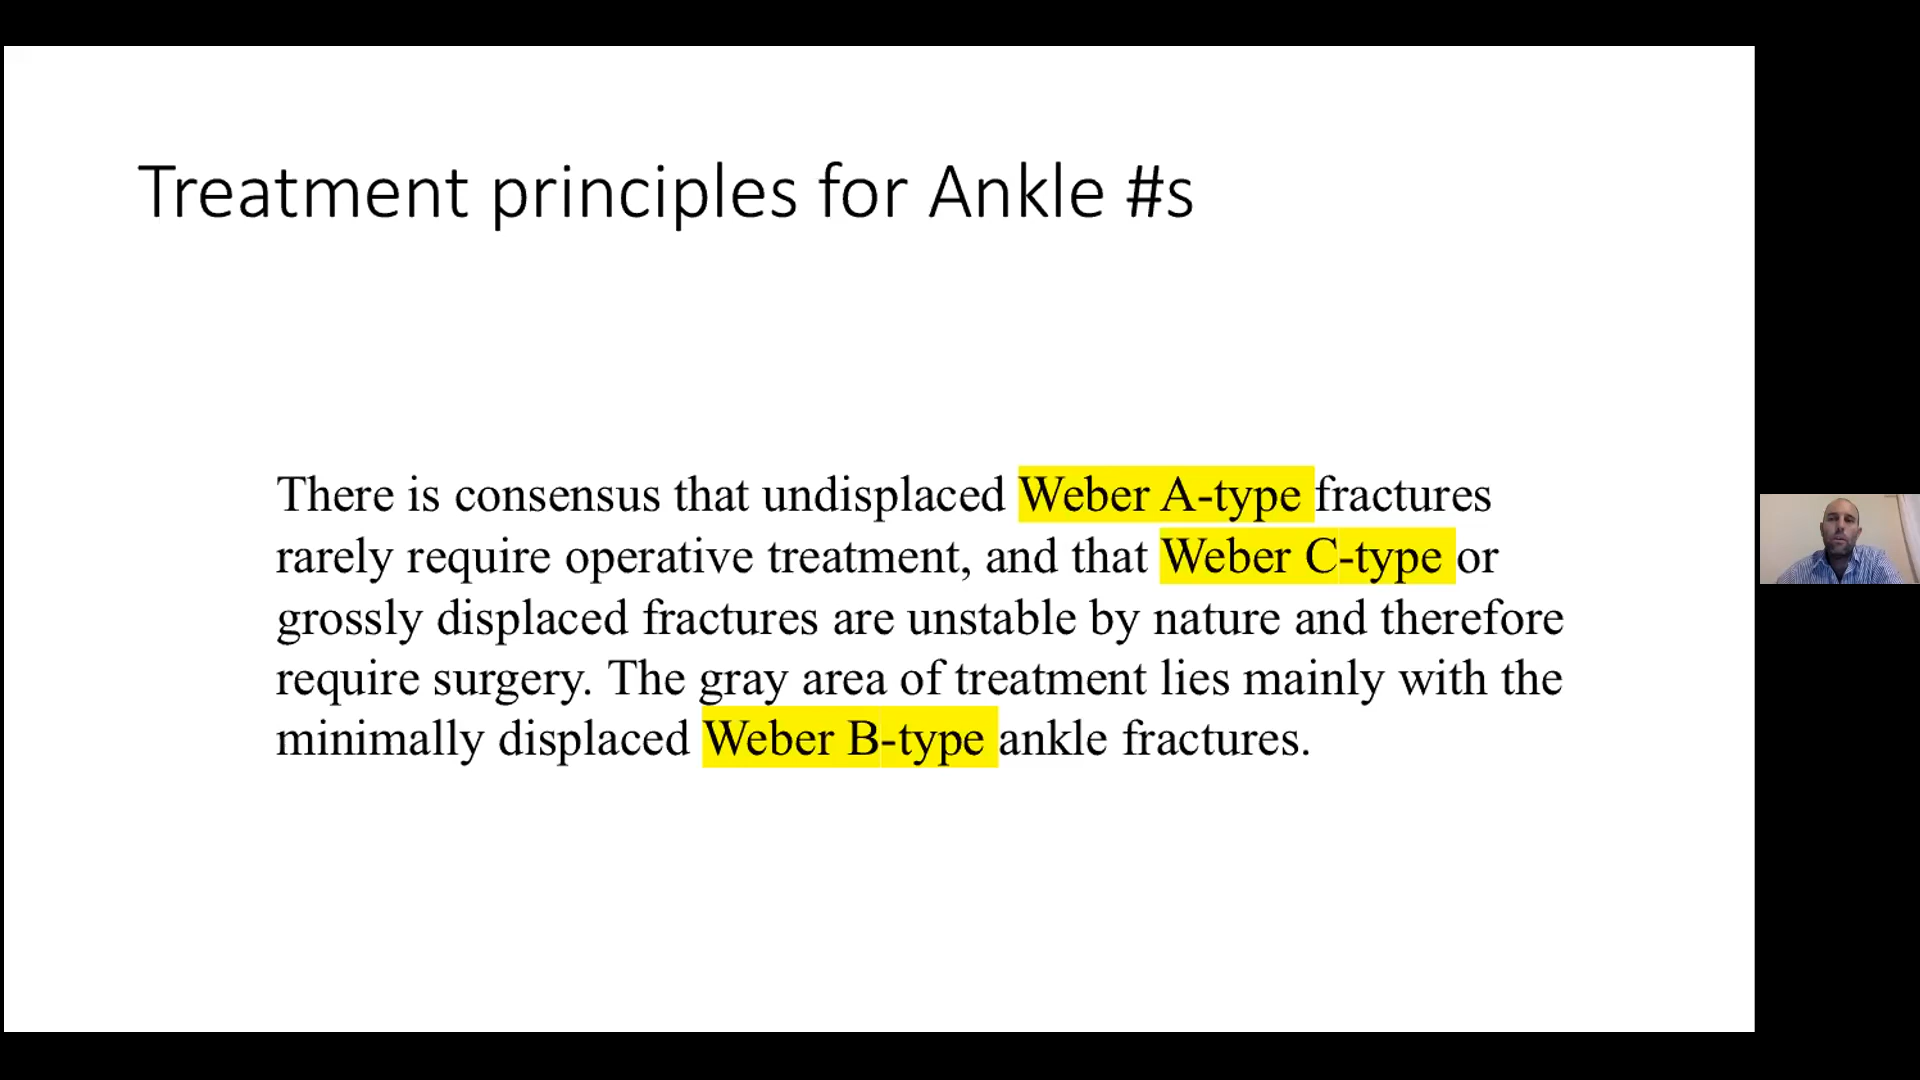 Treatment principles for Ankle #s
There is consensus that undisplaced Weber A-type fractures
rarely require operative treatment, and that Weber C-type or
grossly displaced fractures are unstable by nature and therefore
require surgery. The gray area of treatment lies mainly with the
minimally displaced Weber B-type ankle fractures.